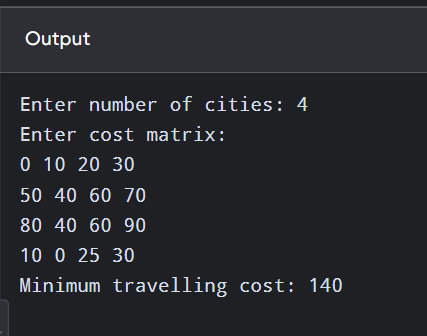 Output
Enter number of cities: 4
Enter cost matrix:
0 10 20 30
50 40 60 70
80 40 60 90
10 0 25 30
Minimum travelling cost: 140